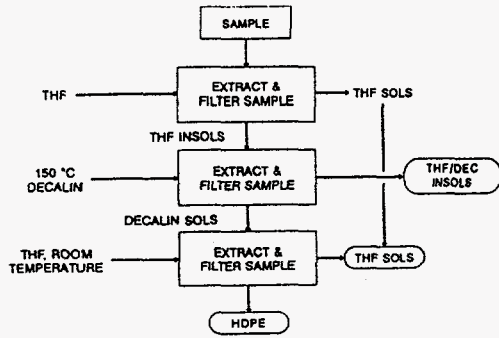 SAMPLE
EXTRACT &
FILTER SAMPLE
THF
THF SOLS
THF INSOLS
150 °C
DECALIN
EXTRACT &
FILTER SAMPLE
THF/DEC
INSOLS
DECALIN SOLS
THF, ROOM
TEMPERATURE
EXTRACT &
FILTER SAMPLE
THF SOLS
HDPE